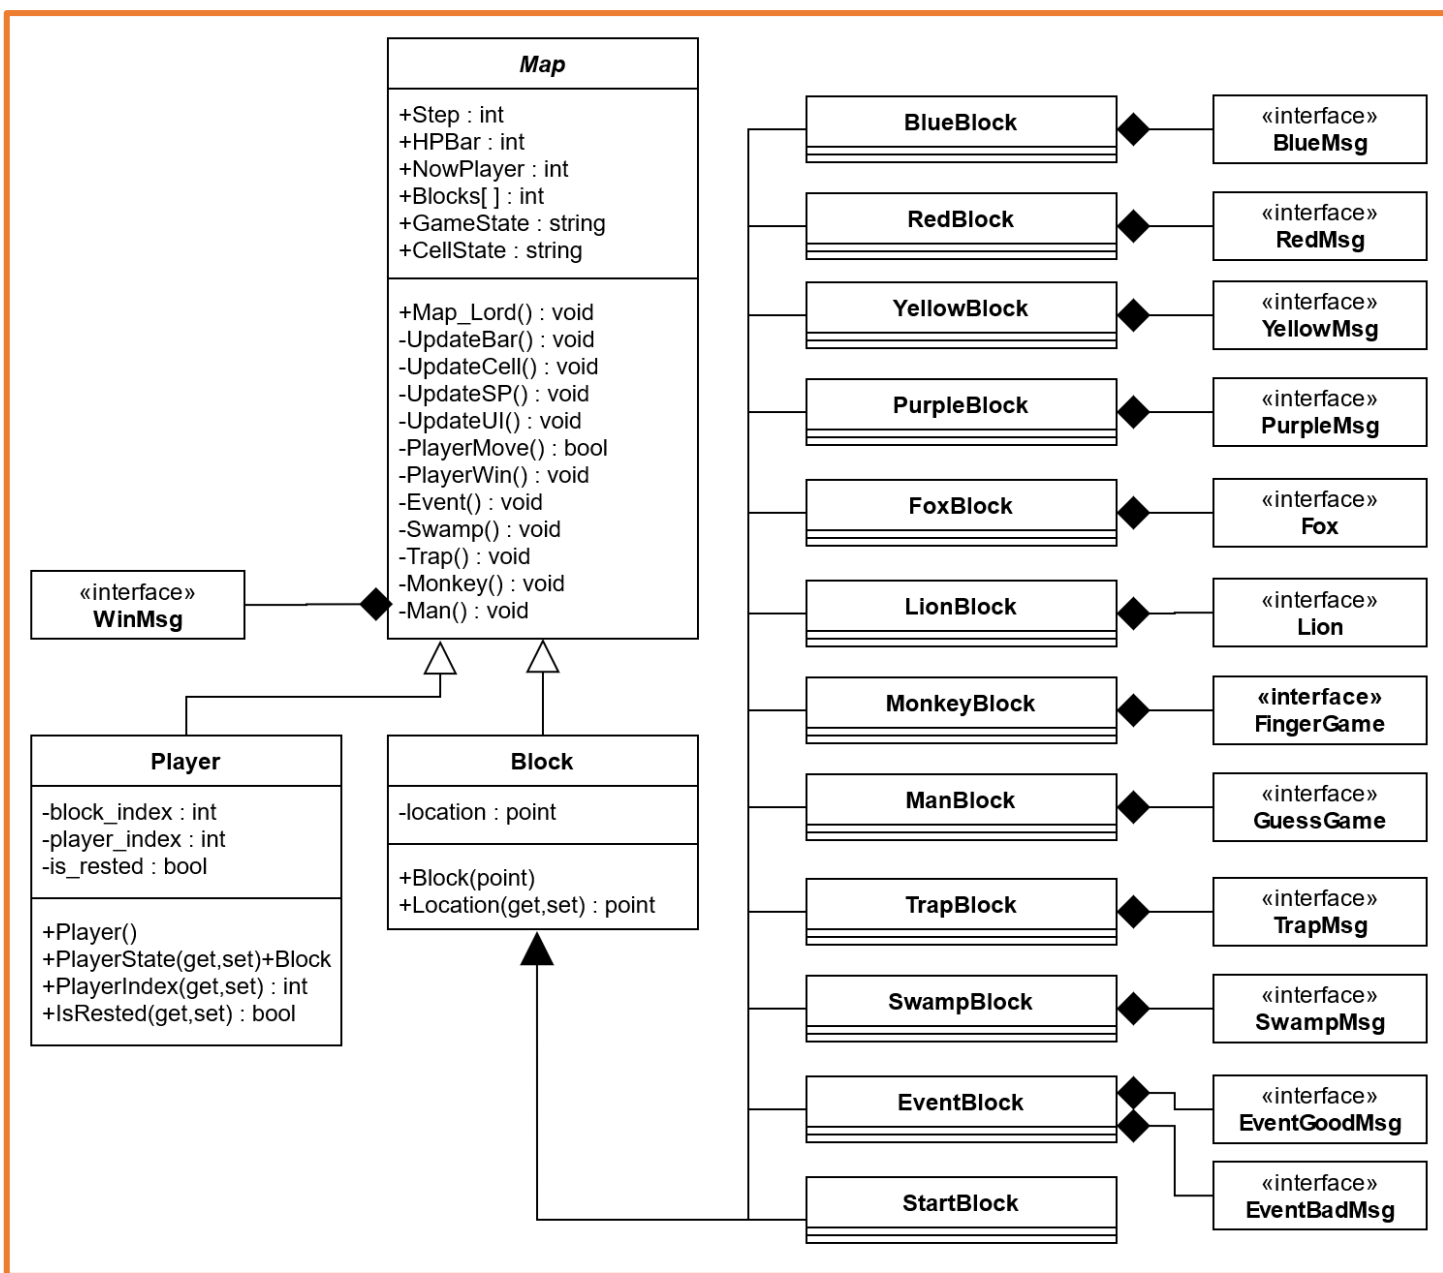 Map
+Step : int
+HPBar : int
+NowPlayer : int
+Blocks[ ] : int
+GameState : string
+CellState : string
+Map_Lord() : void
-UpdateBar() : void
-UpdateCell() : void
-UpdateSP() : void
-UpdateUI() : void
-PlayerMove() : bool
-PlayerWin() : void
-Event() : void
-Swamp() : void
-Trap() : void
-Monkey() : void
-Man() : void
«interface»
WinMsg
Player
-block_index : int
-player_index : int
-is_rested : bool
+Player()
+PlayerState(get,set)+Block
+PlayerIndex(get,set) : int
+IsRested(get,set) : bool
Block
-location : point
+Block(point)
+Location(get,set) : point
BlueBlock
«interface»
BlueMsg
RedBlock
«interface»
RedMsg
YellowBlock
«interface»
YellowMsg
PurpleBlock
«interface»
PurpleMsg
FoxBlock
«interface»
Fox
LionBlock
«interface»
Lion
MonkeyBlock
«interface»
FingerGame
ManBlock
«interface»
GuessGame
TrapBlock
«interface»
TrapMsg
SwampBlock
«interface»
SwampMsg
EventBlock
«interface»
EventGoodMsg
«interface»
EventBadMsg
StartBlock